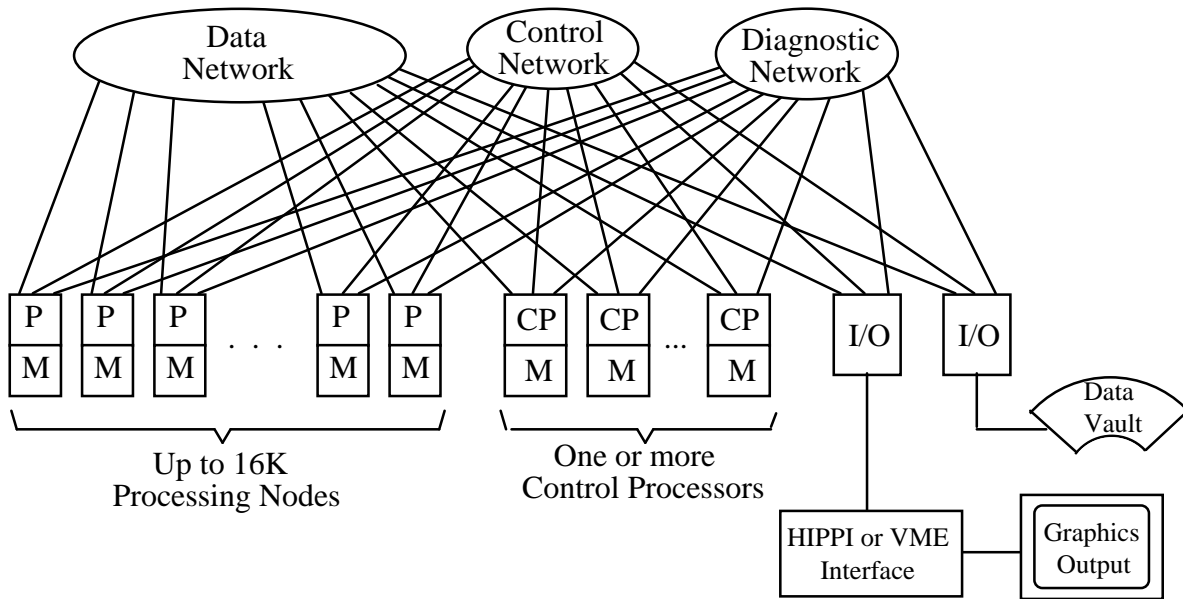 Data
Network
Control
Network
Diagnostic
Network
P P P . . . P P CP CP ... CP I/O I/O
M M M M M M M M
Data
Vault
Up to 16K
Processing Nodes
One or more
Control Processors
HIPPI or VME
Interface
Graphics
Output